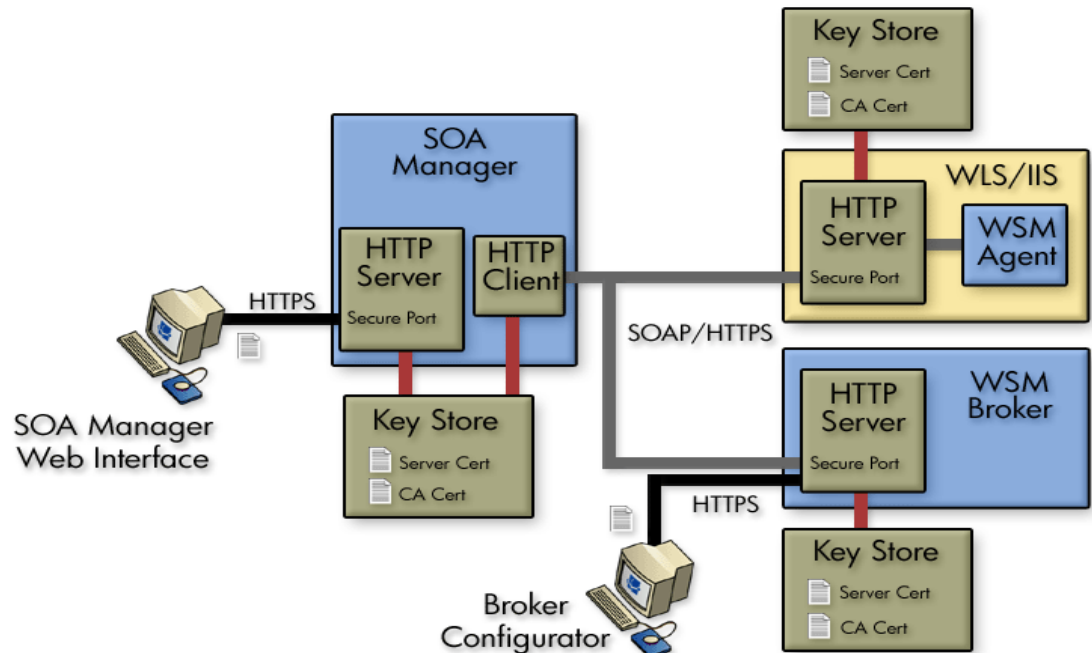 Key Store
Server Cert
CA Cert
SOA
Manager
HTTP
Server
Secure Port
HTTP
Client
WLS/IIS
HTTP
Server
Secure Port
WSM
Agent
HTTPS
SOAP/HTTPS
SOA Manager
Web Interface
Key Store
Server Cert
CA Cert
WSM
Broker
HTTP
Server
Secure Port
HTTPS
Key Store
Server Cert
CA Cert
Broker
Configurator